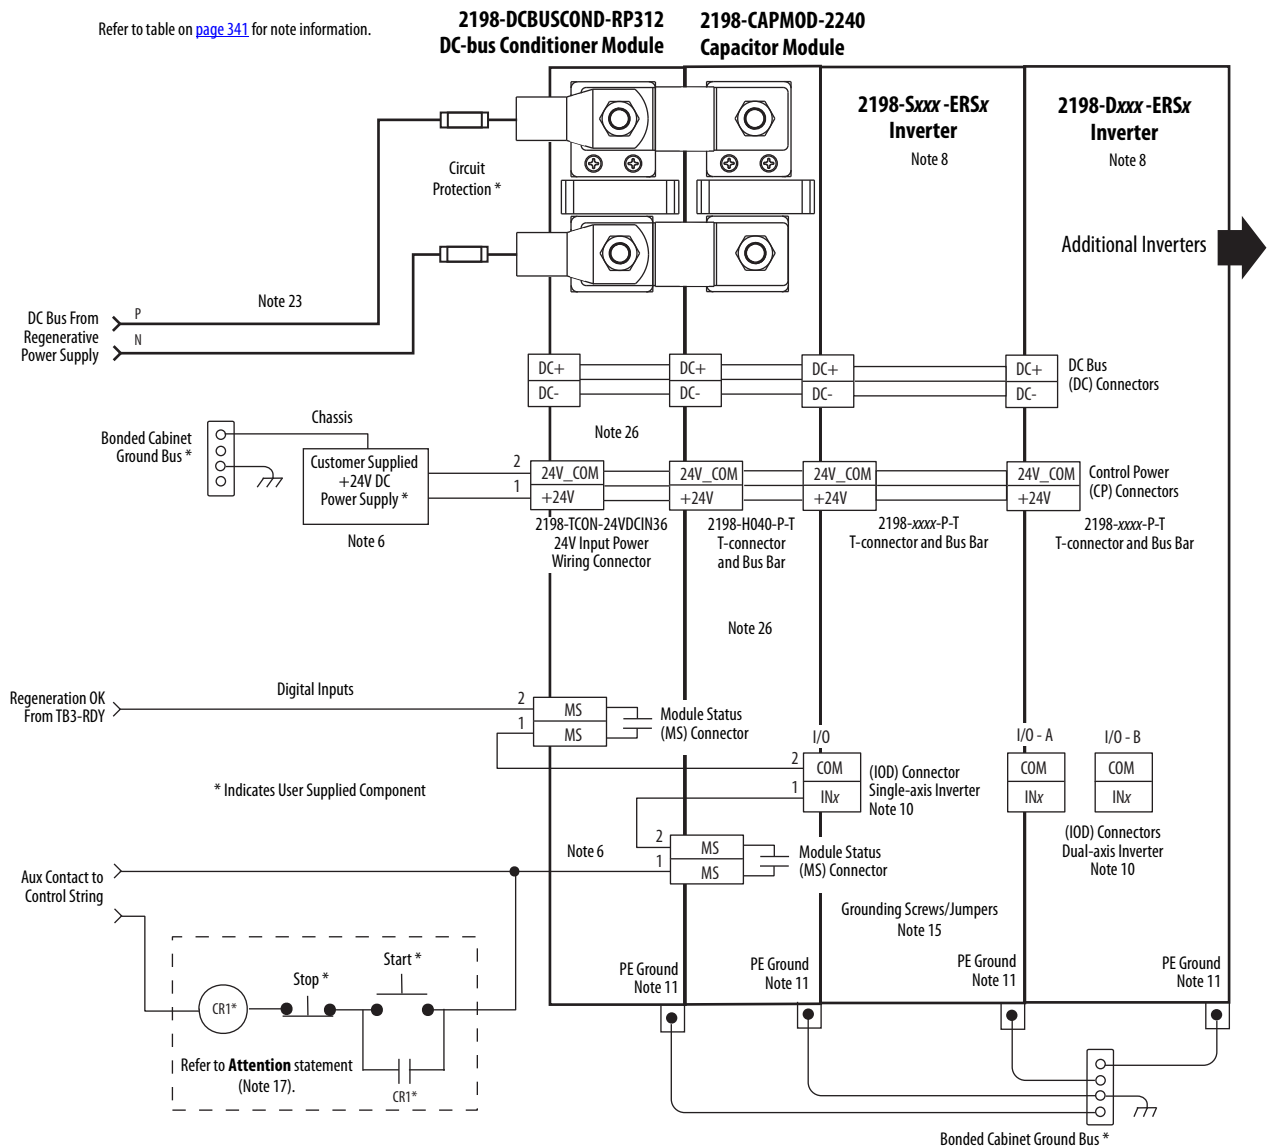 Refer to table on page 341 for note information.
2198-DCBUSCOND-RP312
DC-bus Conditioner Module
2198-CAPMOD-2240
Capacitor Module
2198-Sxxx-ERSx
Inverter
Note 8
2198-Dxxx-ERSx
Inverter
Note 8
Circuit
Protection *
Additional Inverters
Note 23
DC Bus From
Regenerative
Power Supply
P
N
DC+
DC-
DC+
DC-
DC+
DC-
DC+
DC-
DC Bus
(DC) Connectors
Chassis
Bonded Cabinet
Ground Bus *
Note 26
Customer Supplied
+24V DC
Power Supply *
Note 6
2
1
24V_COM
+24V
24V_COM
+24V
24V_COM
+24V
24V_COM
+24V
Control Power
(CP) Connectors
2198-TCON-24VDCIN36
24V Input Power
Wiring Connector
2198-H040-P-T
T-connector
and Bus Bar
2198-xxxx-P-T
T-connector and Bus Bar
2198-xxxx-P-T
T-connector and Bus Bar
Note 26
Regeneration OK
From TB3-RDY
Digital Inputs
2
1
MS
MS
Module Status
(MS) Connector
I/O
2
1
COM
INx
(IOD) Connector
Single-axis Inverter
Note 10
I/O - A
COM
INx
I/O - B
COM
INx
(IOD) Connectors
Dual-axis Inverter
Note 10
* Indicates User Supplied Component
Note 6
2
1
MS
MS
Module Status
(MS) Connector
Aux Contact to
Control String
Grounding Screws/Jumpers
Note 15
Start *
Stop *
CR1*
CR1*
Refer to Attention statement
(Note 17).
PE Ground
Note 11
PE Ground
Note 11
PE Ground
Note 11
PE Ground
Note 11
Bonded Cabinet Ground Bus *